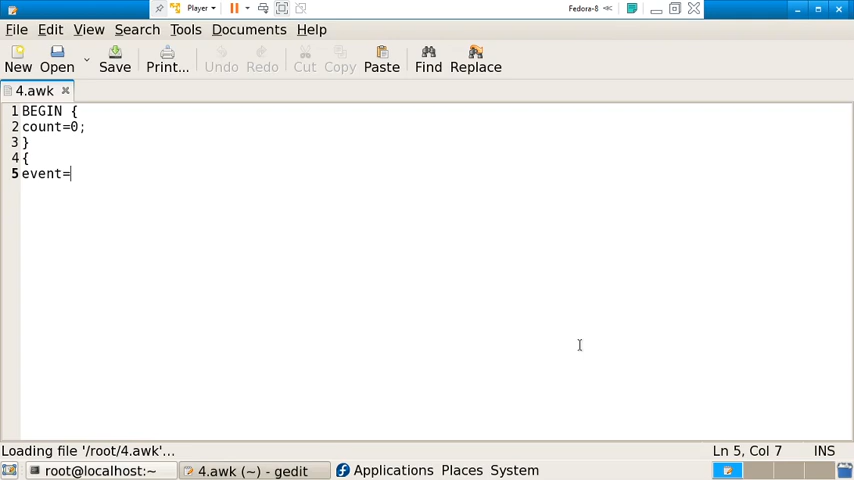 Player Fedora-8
File Edit View Search Tools Documents Help
New Open Save Print... Undo Redo Cut Copy Paste Find Replace
4.awk
1 BEGIN {
2 count=0;
3 }
4 {
5 event=
Loading file '/root/4.awk'... Ln 5, Col 7 INS
root@localhost:~ 4.awk (~) - gedit Applications Places System